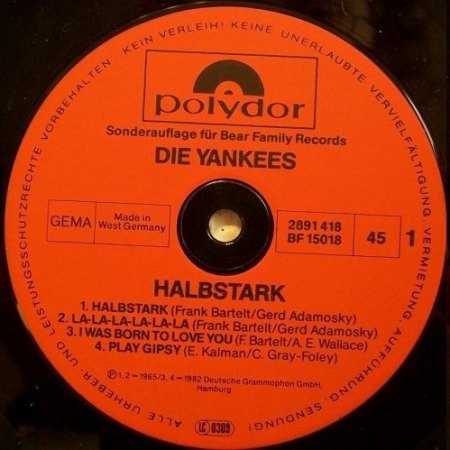 KEIN VERLEIH! KEINE UNERLAUBTE VERVIELFÄLTIGUNG, VERMIETUNG, AUFFÜHRUNG, SENDUNG!
ALLE URHEBER- UND LEISTUNGSSCHUTZRECHTE VORBEHALTEN
polydor
Sonderauflage für Bear Family Records
DIE YANKEES
GEMA
Made in
West Germany
2891 418
BF 15018
45
1
HALBSTARK
1. HALBSTARK (Frank Bartelt/Gerd Adamosky)
2. LA-LA-LA-LA-LA-LA (Frank Bartelt/Gerd Adamosky)
3. I WAS BORN TO LOVE YOU (F. Bartelt/A. E. Wallace)
4. PLAY GIPSY (E. Kalman/C. Gray-Foley)
Ⓟ 1, 2 – 1965/3, 4 – 1982 Deutsche Grammophon GmbH,
Hamburg
LC 0309